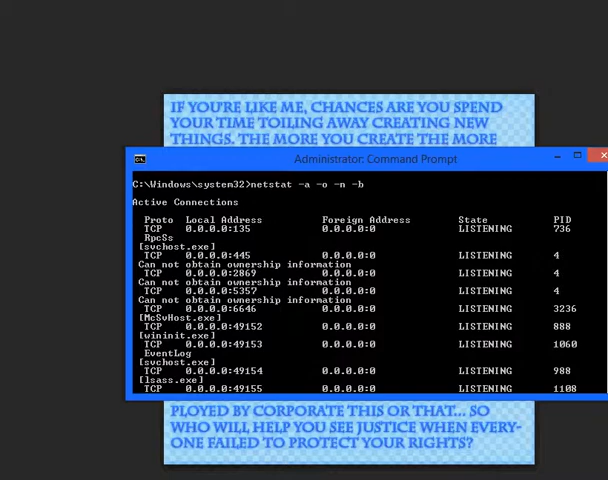 IF YOU'RE LIKE ME, CHANCES ARE YOU SPEND
YOUR TIME TOILING AWAY CREATING NEW
THINGS. THE MORE YOU CREATE THE MORE
Administrator: Command Prompt
C:\Windows\system32>netstat -a -o -n -b
Active Connections
Proto Local Address Foreign Address State PID
TCP 0.0.0.0:135 0.0.0.0:0 LISTENING 736
RpcSs
[svchost.exe]
TCP 0.0.0.0:445 0.0.0.0:0 LISTENING 4
Can not obtain ownership information
TCP 0.0.0.0:2869 0.0.0.0:0 LISTENING 4
Can not obtain ownership information
TCP 0.0.0.0:5357 0.0.0.0:0 LISTENING 4
Can not obtain ownership information
TCP 0.0.0.0:6646 0.0.0.0:0 LISTENING 3236
[McSvHost.exe]
TCP 0.0.0.0:49152 0.0.0.0:0 LISTENING 888
[wininit.exe]
TCP 0.0.0.0:49153 0.0.0.0:0 LISTENING 1060
EventLog
[svchost.exe]
TCP 0.0.0.0:49154 0.0.0.0:0 LISTENING 988
[lsass.exe]
TCP 0.0.0.0:49155 0.0.0.0:0 LISTENING 1108
PLOYED BY CORPORATE THIS OR THAT... SO
WHO WILL HELP YOU SEE JUSTICE WHEN EVERY-
ONE FAILED TO PROTECT YOUR RIGHTS?